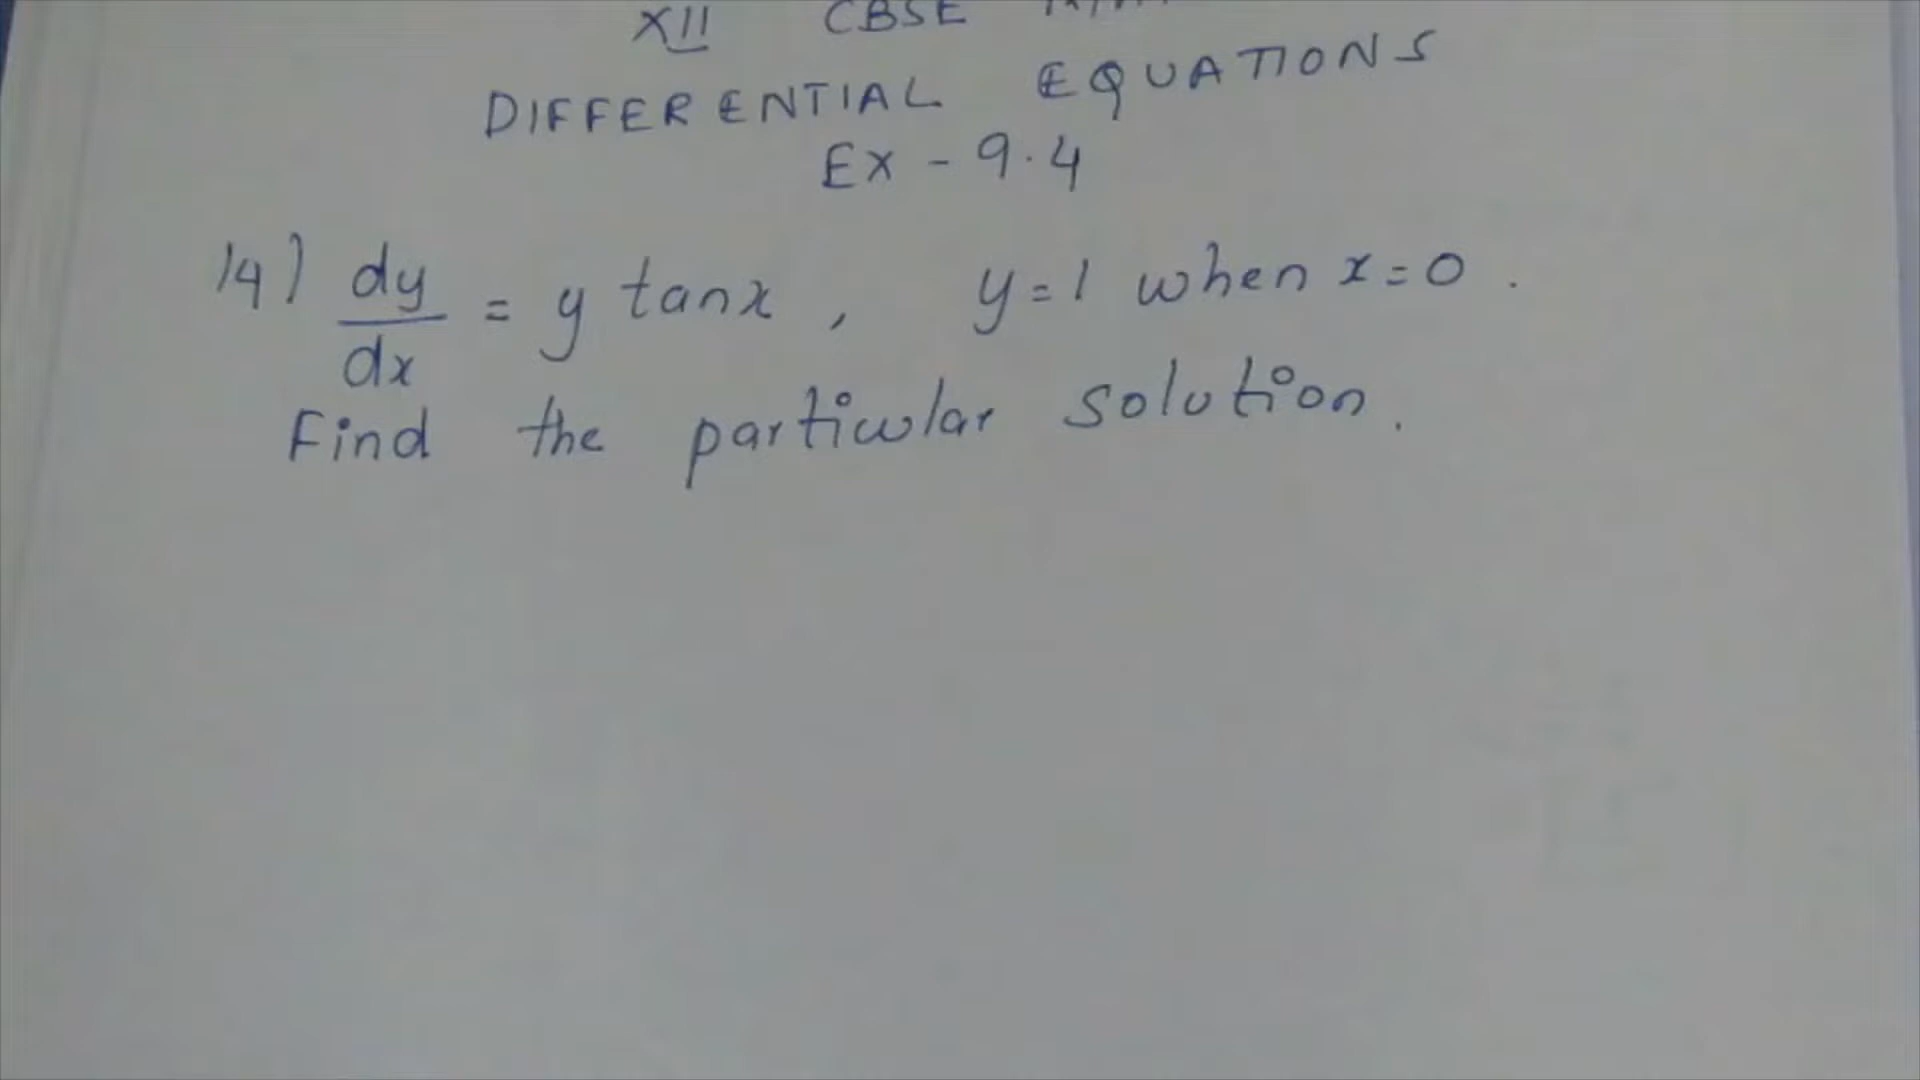 XII CBSE
DIFFERENTIAL EQUATIONS
Ex - 9.4
14) dy/dx = y tanx , y=1 when x=0 .
Find the particular solution.